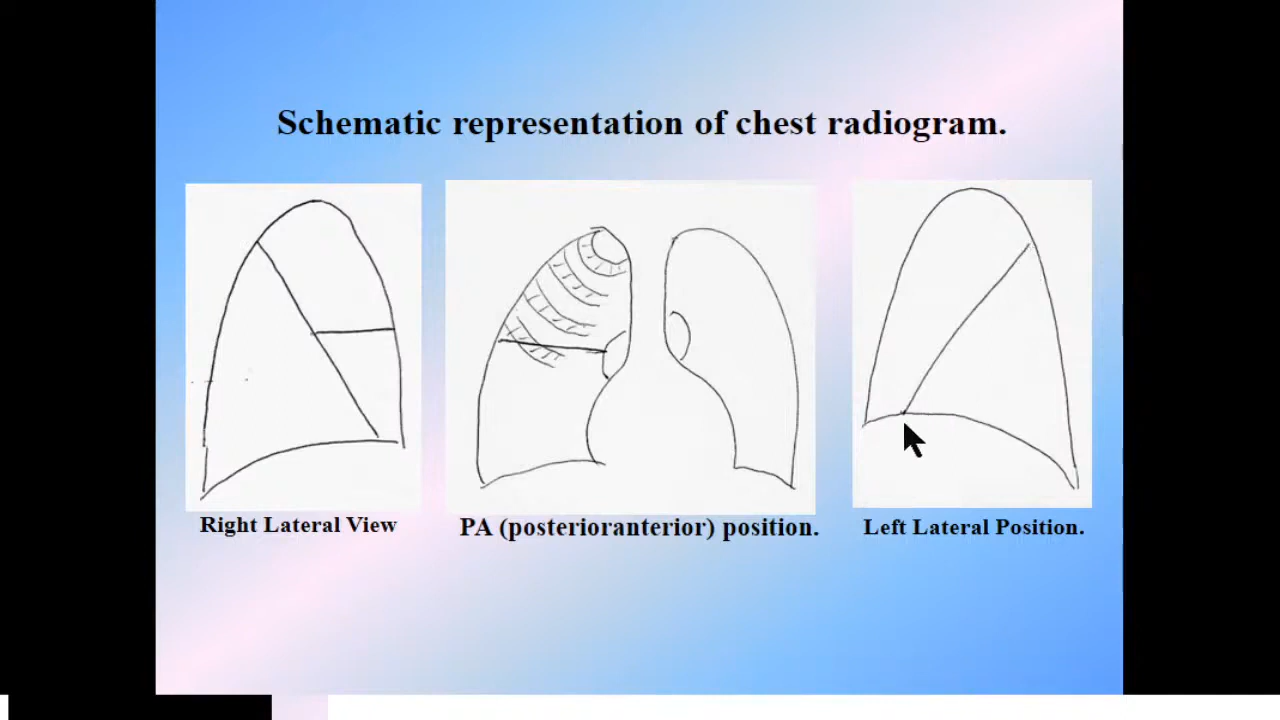 Schematic representation of chest radiogram.
Right Lateral View
PA (posterioranterior) position.
Left Lateral Position.